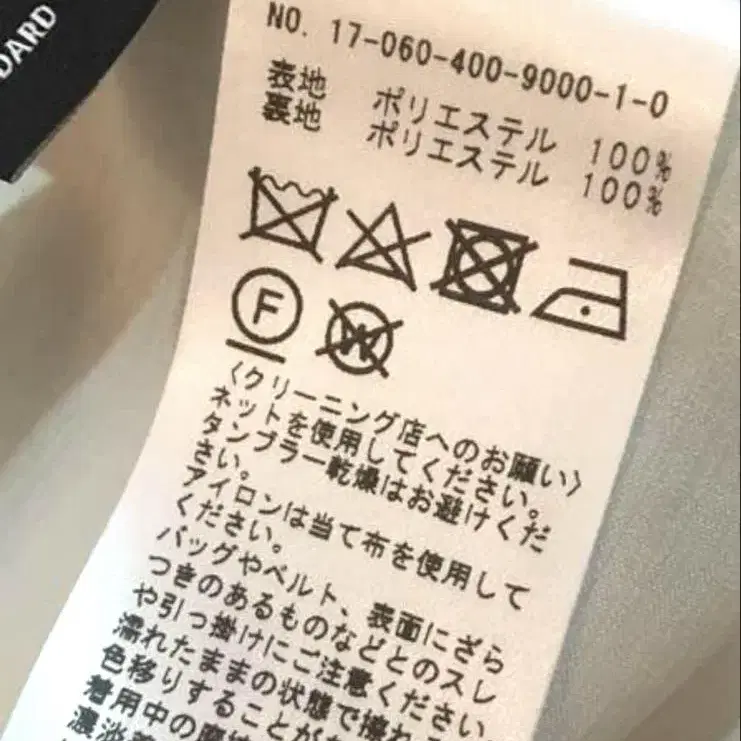 DARD
NO. 17-060-400-9000-1-0
表地 ポリエステル 100%
裏地 ポリエステル 100%
F
W
〈クリーニング店へのお願い〉
ネットを使用してください。
タンブラー乾燥はお避けくだ
さい。
アイロンは当て布を使用して
ください。
バッグやベルト、表面にざら
つきのあるものなどとのスレ
や引っ掛けにご注意ください
濡れたままの状態で擦れ
色移りすることが
着用中の摩
濃淡